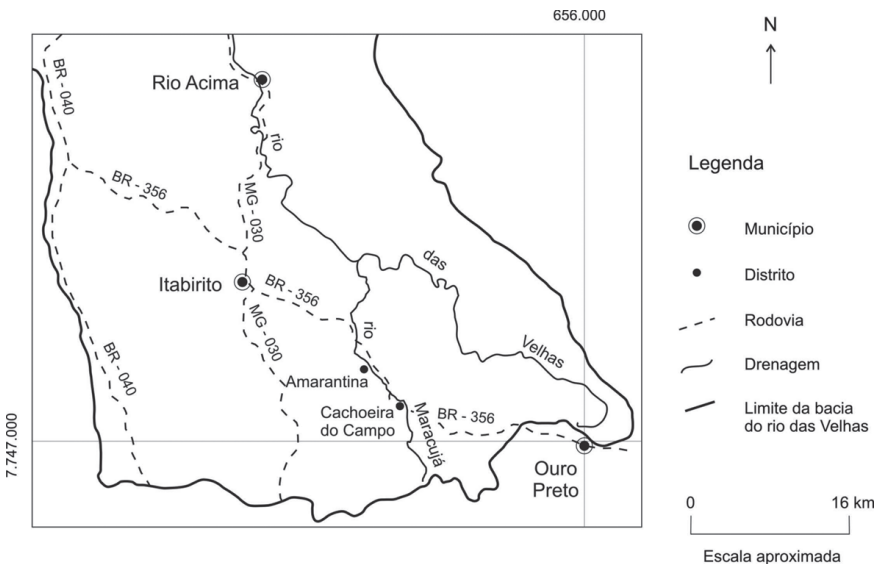 656.000
N
Rio Acima
BR - 040
rio
BR - 356
MG - 030
das
Itabirito
BR - 356
MG - 030
rio
Velhas
BR - 040
Amarantina
Cachoeira
do Campo
Maracujá
BR - 356
7.747.000
Ouro
Preto
Legenda
Município
Distrito
Rodovia
Drenagem
Limite da bacia
do rio das Velhas
0 16 km
Escala aproximada